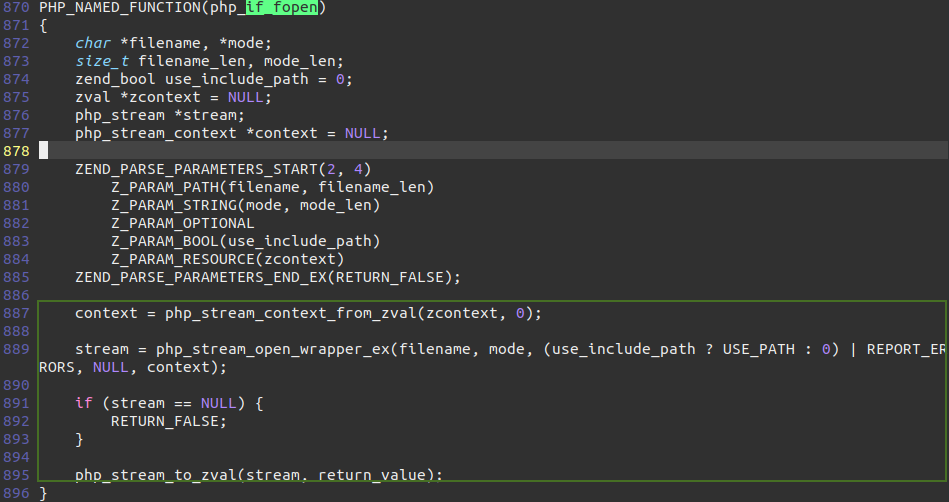 870 PHP_NAMED_FUNCTION(php_if_fopen)
871 {
872     char *filename, *mode;
873     size_t filename_len, mode_len;
874     zend_bool use_include_path = 0;
875     zval *zcontext = NULL;
876     php_stream *stream;
877     php_stream_context *context = NULL;
878
879     ZEND_PARSE_PARAMETERS_START(2, 4)
880         Z_PARAM_PATH(filename, filename_len)
881         Z_PARAM_STRING(mode, mode_len)
882         Z_PARAM_OPTIONAL
883         Z_PARAM_BOOL(use_include_path)
884         Z_PARAM_RESOURCE(zcontext)
885     ZEND_PARSE_PARAMETERS_END_EX(RETURN_FALSE);
886
887     context = php_stream_context_from_zval(zcontext, 0);
888
889     stream = php_stream_open_wrapper_ex(filename, mode, (use_include_path ? USE_PATH : 0) | REPORT_ER
RORS, NULL, context);
890
891     if (stream == NULL) {
892         RETURN_FALSE;
893     }
894
895     php_stream_to_zval(stream, return_value);
896 }